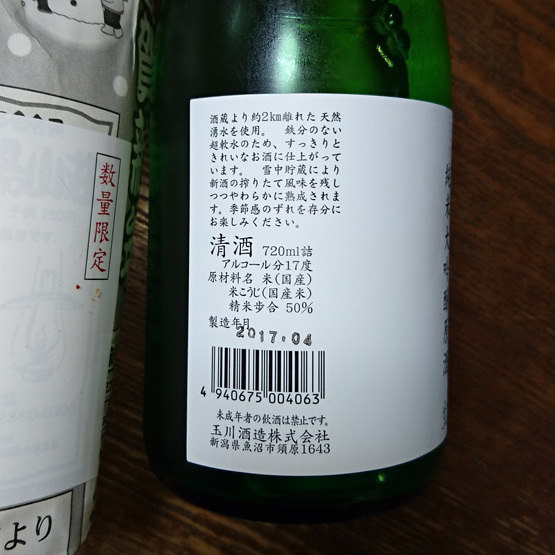 数量限定
より
酒蔵より約2km離れた天然
湧水を使用。 鉄分のない
超軟水のため、すっきりと
きれいなお酒に仕上がって
います。 雪中貯蔵により
新酒の搾りたて風味を残し
つつやわらかに熟成されま
す。季節感のずれを存分に
お楽しみください。
清酒 720ml詰
アルコール分17度
原材料名 米(国産)
米こうじ(国産米)
精米歩合 50%
製造年月
2017.04
4 940675 004063
未成年者の飲酒は禁止です。
玉川酒造株式会社
新潟県魚沼市須原1643
純米大吟醸原酒